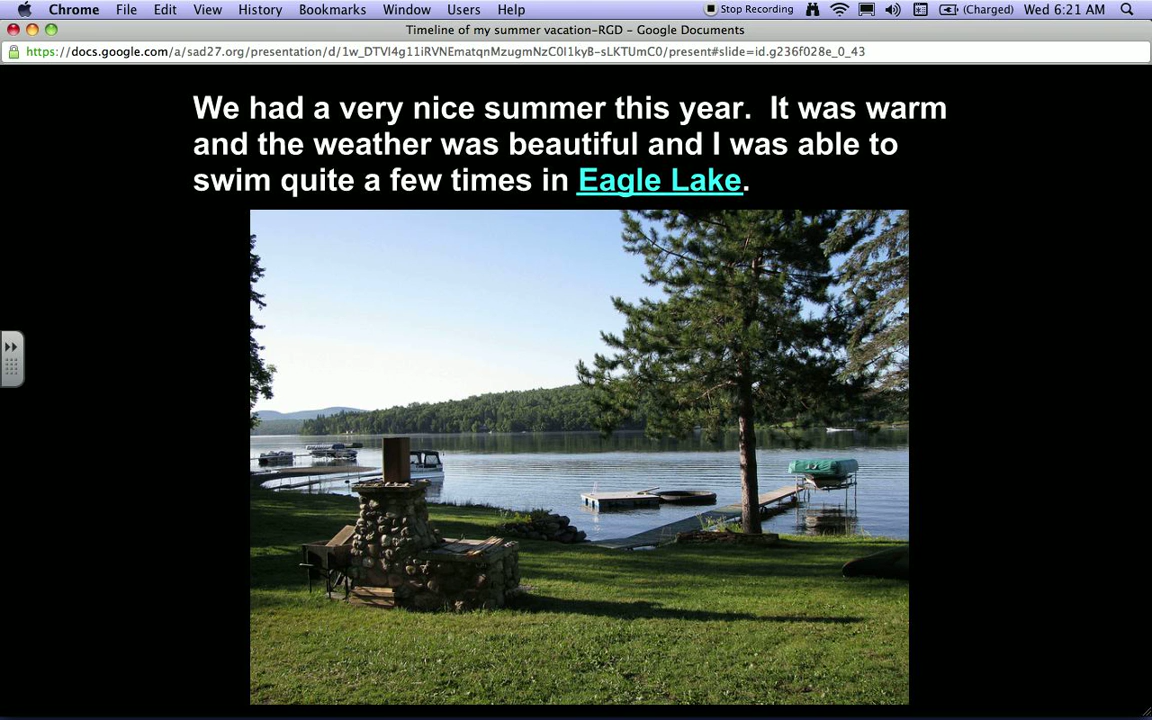 Chrome File Edit View History Bookmarks Window Users Help Stop Recording (Charged) Wed 6:21 AM
Timeline of my summer vacation-RGD – Google Documents
https://docs.google.com/a/sad27.org/presentation/d/1w_DTVI4g11iRVNEmatqnMzugmNzC0I1kyB-sLKTUmC0/present#slide=id.g236f028e_0_43
We had a very nice summer this year. It was warm
and the weather was beautiful and I was able to
swim quite a few times in Eagle Lake.